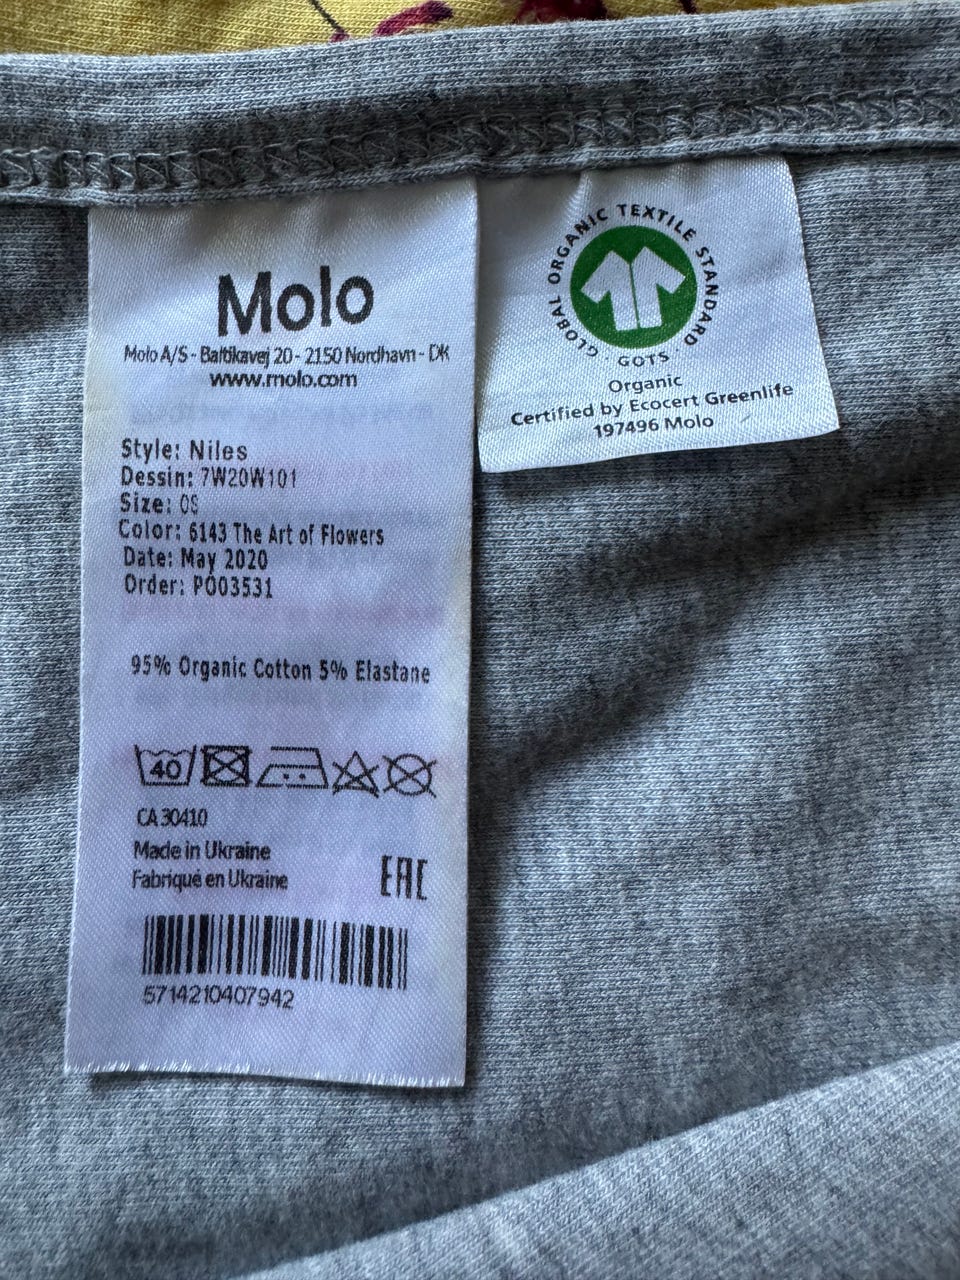 Molo
Molo A/S - Baltikavej 20 - 2150 Nordhavn - DK
www.molo.com
Style: Niles
Dessin: 7W20W101
Size: OS
Color: 6143 The Art of Flowers
Date: May 2020
Order: PO03531
95% Organic Cotton 5% Elastane
40
CA 30410
Made in Ukraine
Fabriqué en Ukraine
EAC
5714210407942
GLOBAL ORGANIC TEXTILE STANDARD
· GOTS ·
Organic
Certified by Ecocert Greenlife
197496 Molo